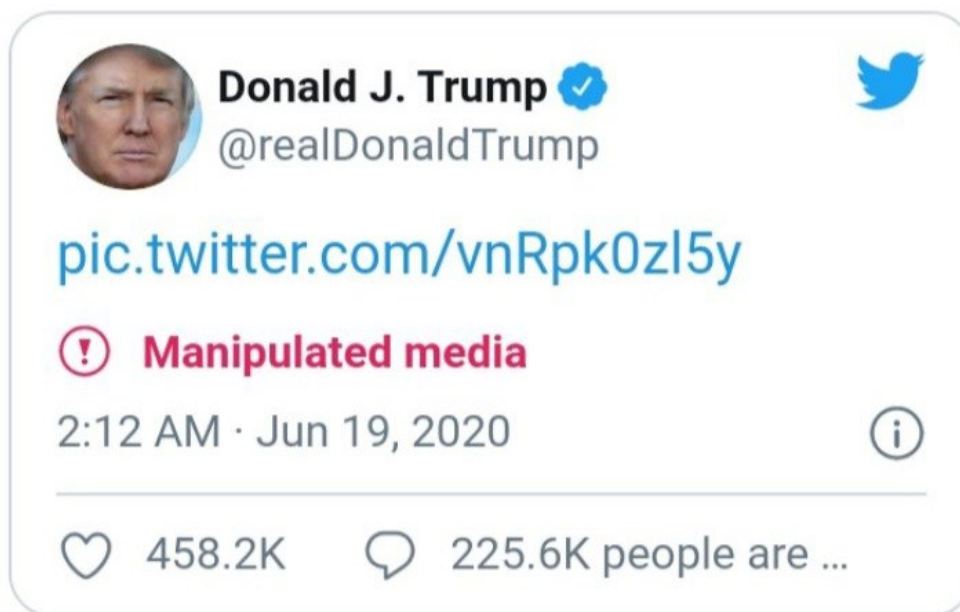 Donald J. Trump
@realDonaldTrump
pic.twitter.com/vnRpk0zl5y
Manipulated media
2:12 AM · Jun 19, 2020
458.2K 225.6K people are ...